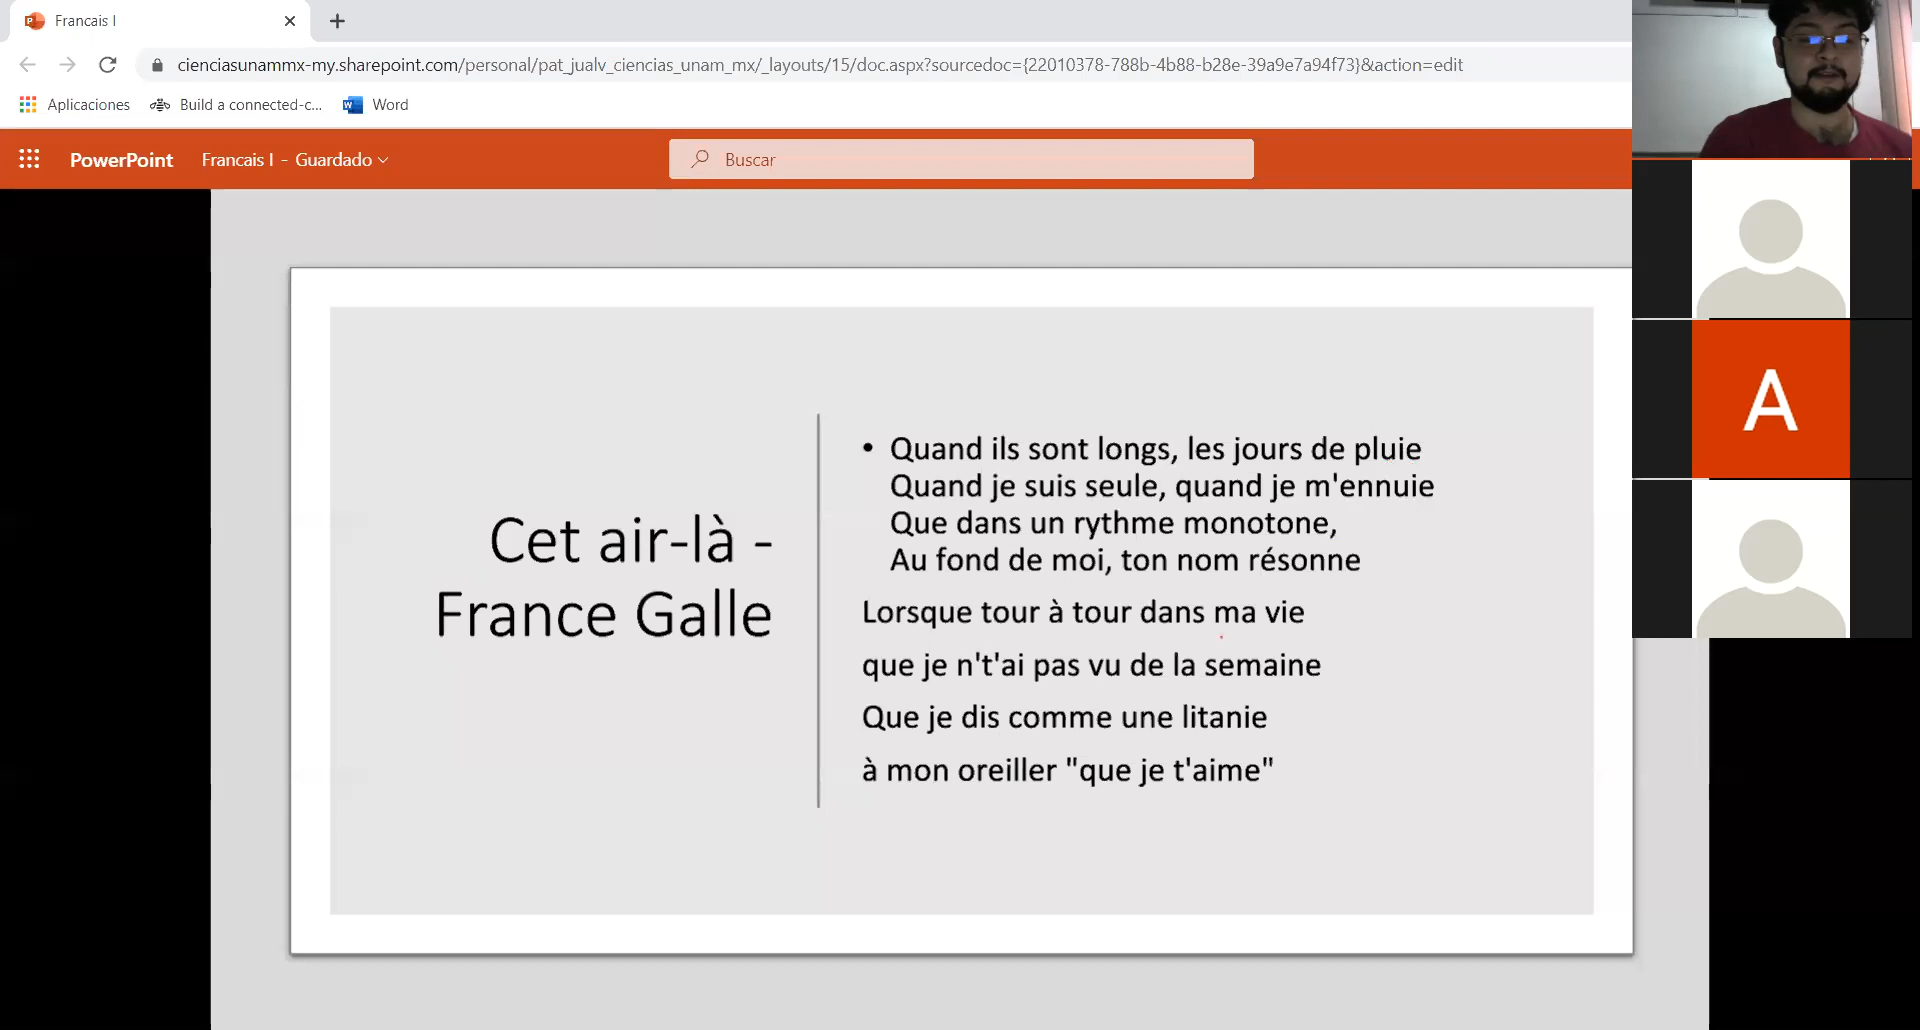 Francais I
cienciasunammx-my.sharepoint.com/personal/pat_jualv_ciencias_unam_mx/_layouts/15/doc.aspx?sourcedoc={22010378-788b-4b88-b28e-39a9e7a94f73}&action=edit
Aplicaciones Build a connected-c... Word
PowerPoint Francais I - Guardado Buscar
Cet air-là -
France Galle
• Quand ils sont longs, les jours de pluie
Quand je suis seule, quand je m'ennuie
Que dans un rythme monotone,
Au fond de moi, ton nom résonne
Lorsque tour à tour dans ma vie
que je n't'ai pas vu de la semaine
Que je dis comme une litanie
à mon oreiller "que je t'aime"
A